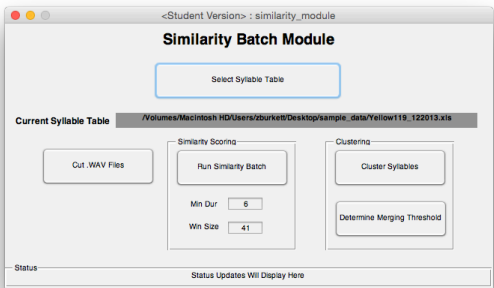 <Student Version> : similarity_module
Similarity Batch Module
Select Syllable Table
Current Syllable Table /Volumes/Macintosh HD/Users/zburkett/Desktop/sample_data/Yellow119_122013.xls
Similarity Scoring
Clustering
Cut .WAV Files
Run Similarity Batch
Cluster Syllables
Min Dur 6
Win Size 41
Determine Merging Threshold
Status
Status Updates Will Display Here